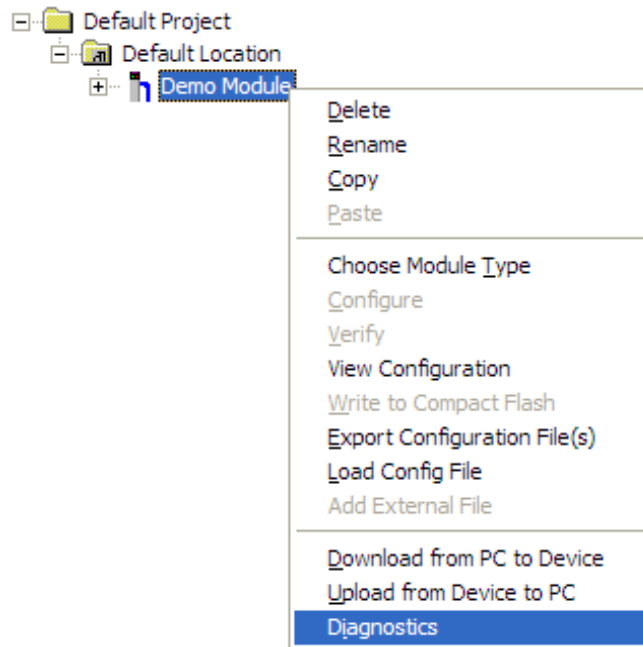 Default Project
Default Location
Demo Module
Delete
Rename
Copy
Paste
Choose Module Type
Configure
Verify
View Configuration
Write to Compact Flash
Export Configuration File(s)
Load Config File
Add External File
Download from PC to Device
Upload from Device to PC
Diagnostics